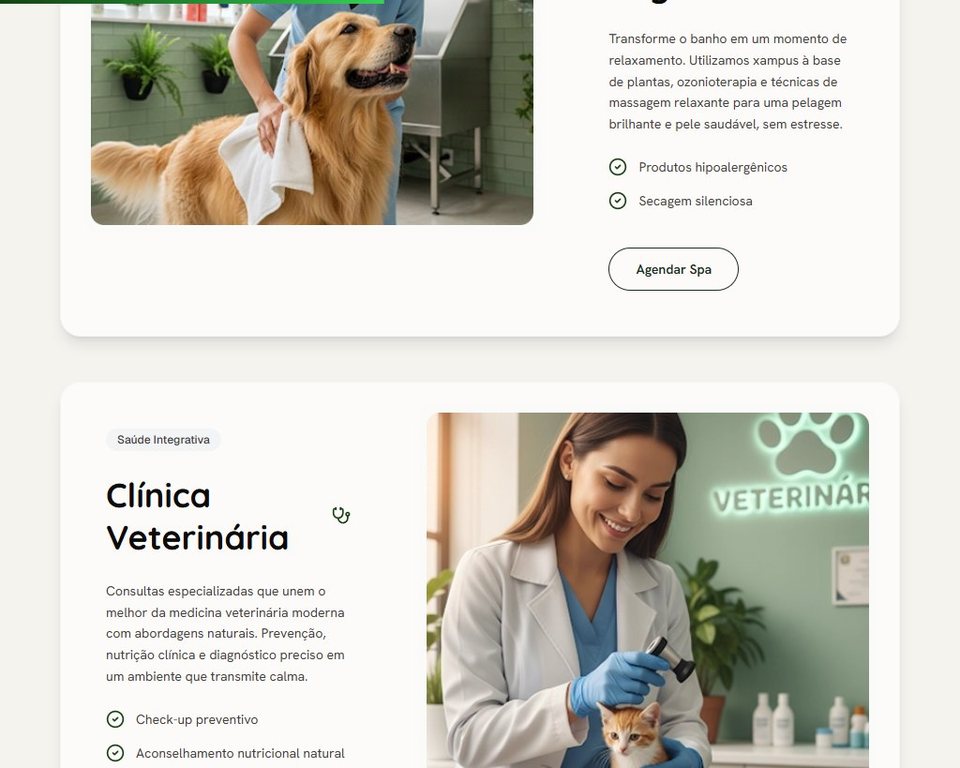 Transforme o banho em um momento de
relaxamento. Utilizamos xampus à base
de plantas, ozonioterapia e técnicas de
massagem relaxante para uma pelagem
brilhante e pele saudável, sem estresse.
Produtos hipoalergênicos
Secagem silenciosa
Agendar Spa
Saúde Integrativa
Clínica
Veterinária
Consultas especializadas que unem o
melhor da medicina veterinária moderna
com abordagens naturais. Prevenção,
nutrição clínica e diagnóstico preciso em
um ambiente que transmite calma.
Check-up preventivo
Aconselhamento nutricional natural
VETERINÁR